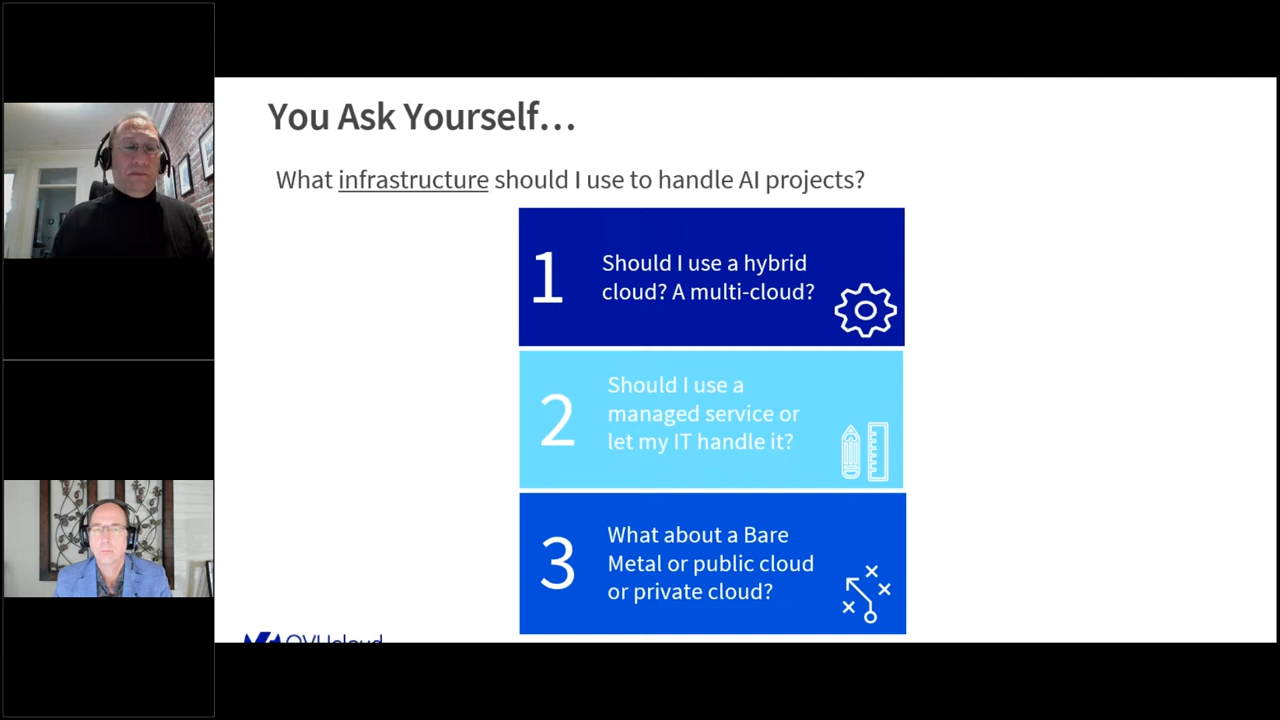 You Ask Yourself...
What infrastructure should I use to handle AI projects?
1
Should I use a hybrid
cloud? A multi-cloud?
2
Should I use a
managed service or
let my IT handle it?
3
What about a Bare
Metal or public cloud
or private cloud?
OVHcloud